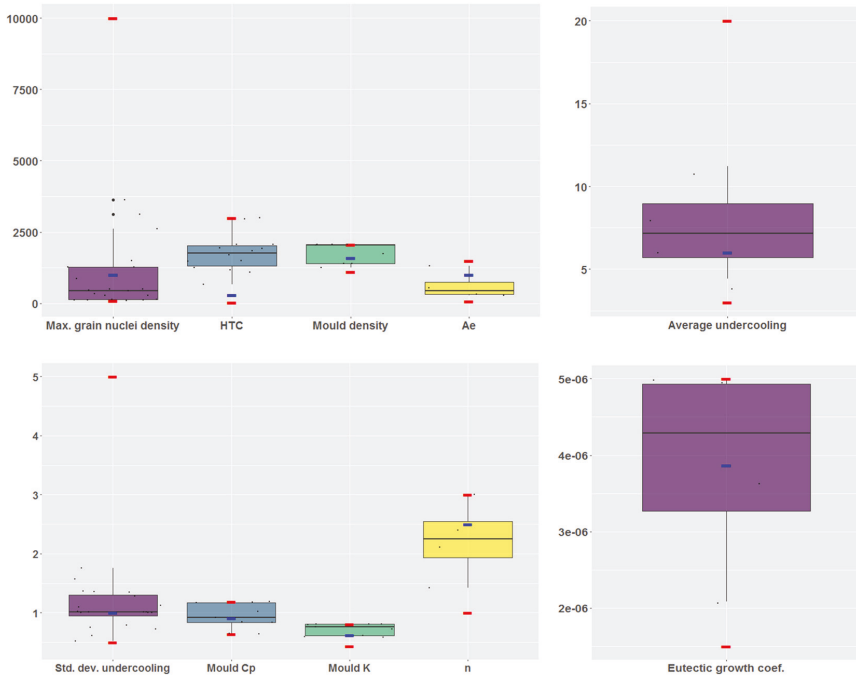 10000
7500
5000
2500
0
Max. grain nuclei density HTC Mould density Ae
20
15
10
5
Average undercooling
5
4
3
2
1
Std. dev. undercooling Mould Cp Mould K n
5e-06
4e-06
3e-06
2e-06
Eutectic growth coef.